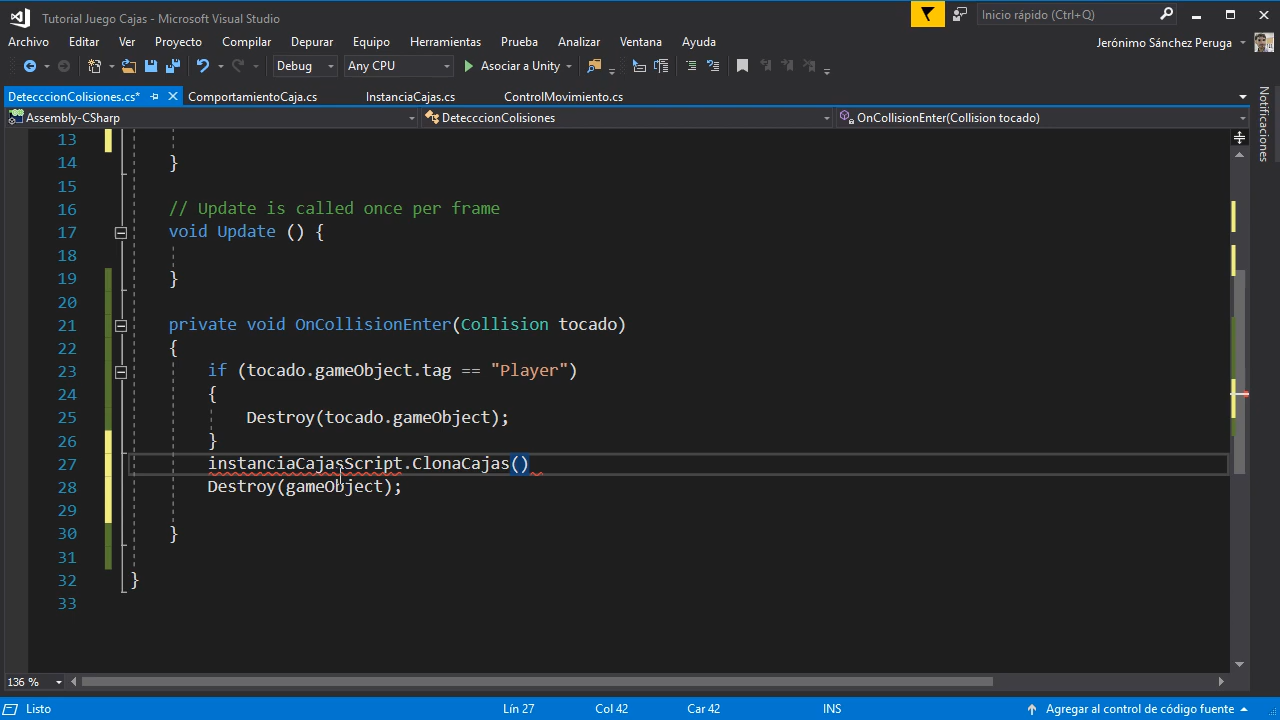 Tutorial Juego Cajas - Microsoft Visual Studio
Inicio rápido (Ctrl+Q)
Archivo Editar Ver Proyecto Compilar Depurar Equipo Herramientas Prueba Analizar Ventana Ayuda
Jerónimo Sánchez Peruga
Debug Any CPU Asociar a Unity
DetecccionColisiones.cs* ComportamientoCaja.cs InstanciaCajas.cs ControlMovimiento.cs
Assembly-CSharp DetecccionColisiones OnCollisionEnter(Collision tocado)
Notificaciones
13
14 }
15
16 // Update is called once per frame
17 void Update () {
18
19 }
20
21 private void OnCollisionEnter(Collision tocado)
22 {
23 if (tocado.gameObject.tag == "Player")
24 {
25 Destroy(tocado.gameObject);
26 }
27 instanciaCajasScript.ClonaCajas()
28 Destroy(gameObject);
29
30 }
31
32 }
33
136 %
Listo Lín 27 Col 42 Car 42 INS Agregar al control de código fuente